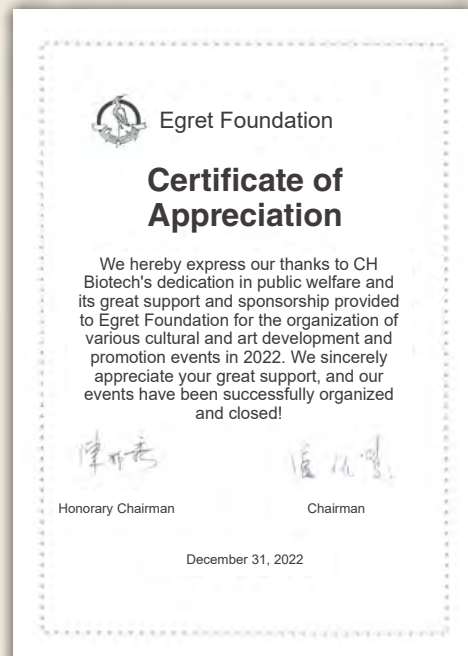 Egret Foundation
Certificate of
Appreciation
We hereby express our thanks to CH
Biotech's dedication in public welfare and
its great support and sponsorship provided
to Egret Foundation for the organization of
various cultural and art development and
promotion events in 2022. We sincerely
appreciate your great support, and our
events have been successfully organized
and closed!
Honorary Chairman
Chairman
December 31, 2022